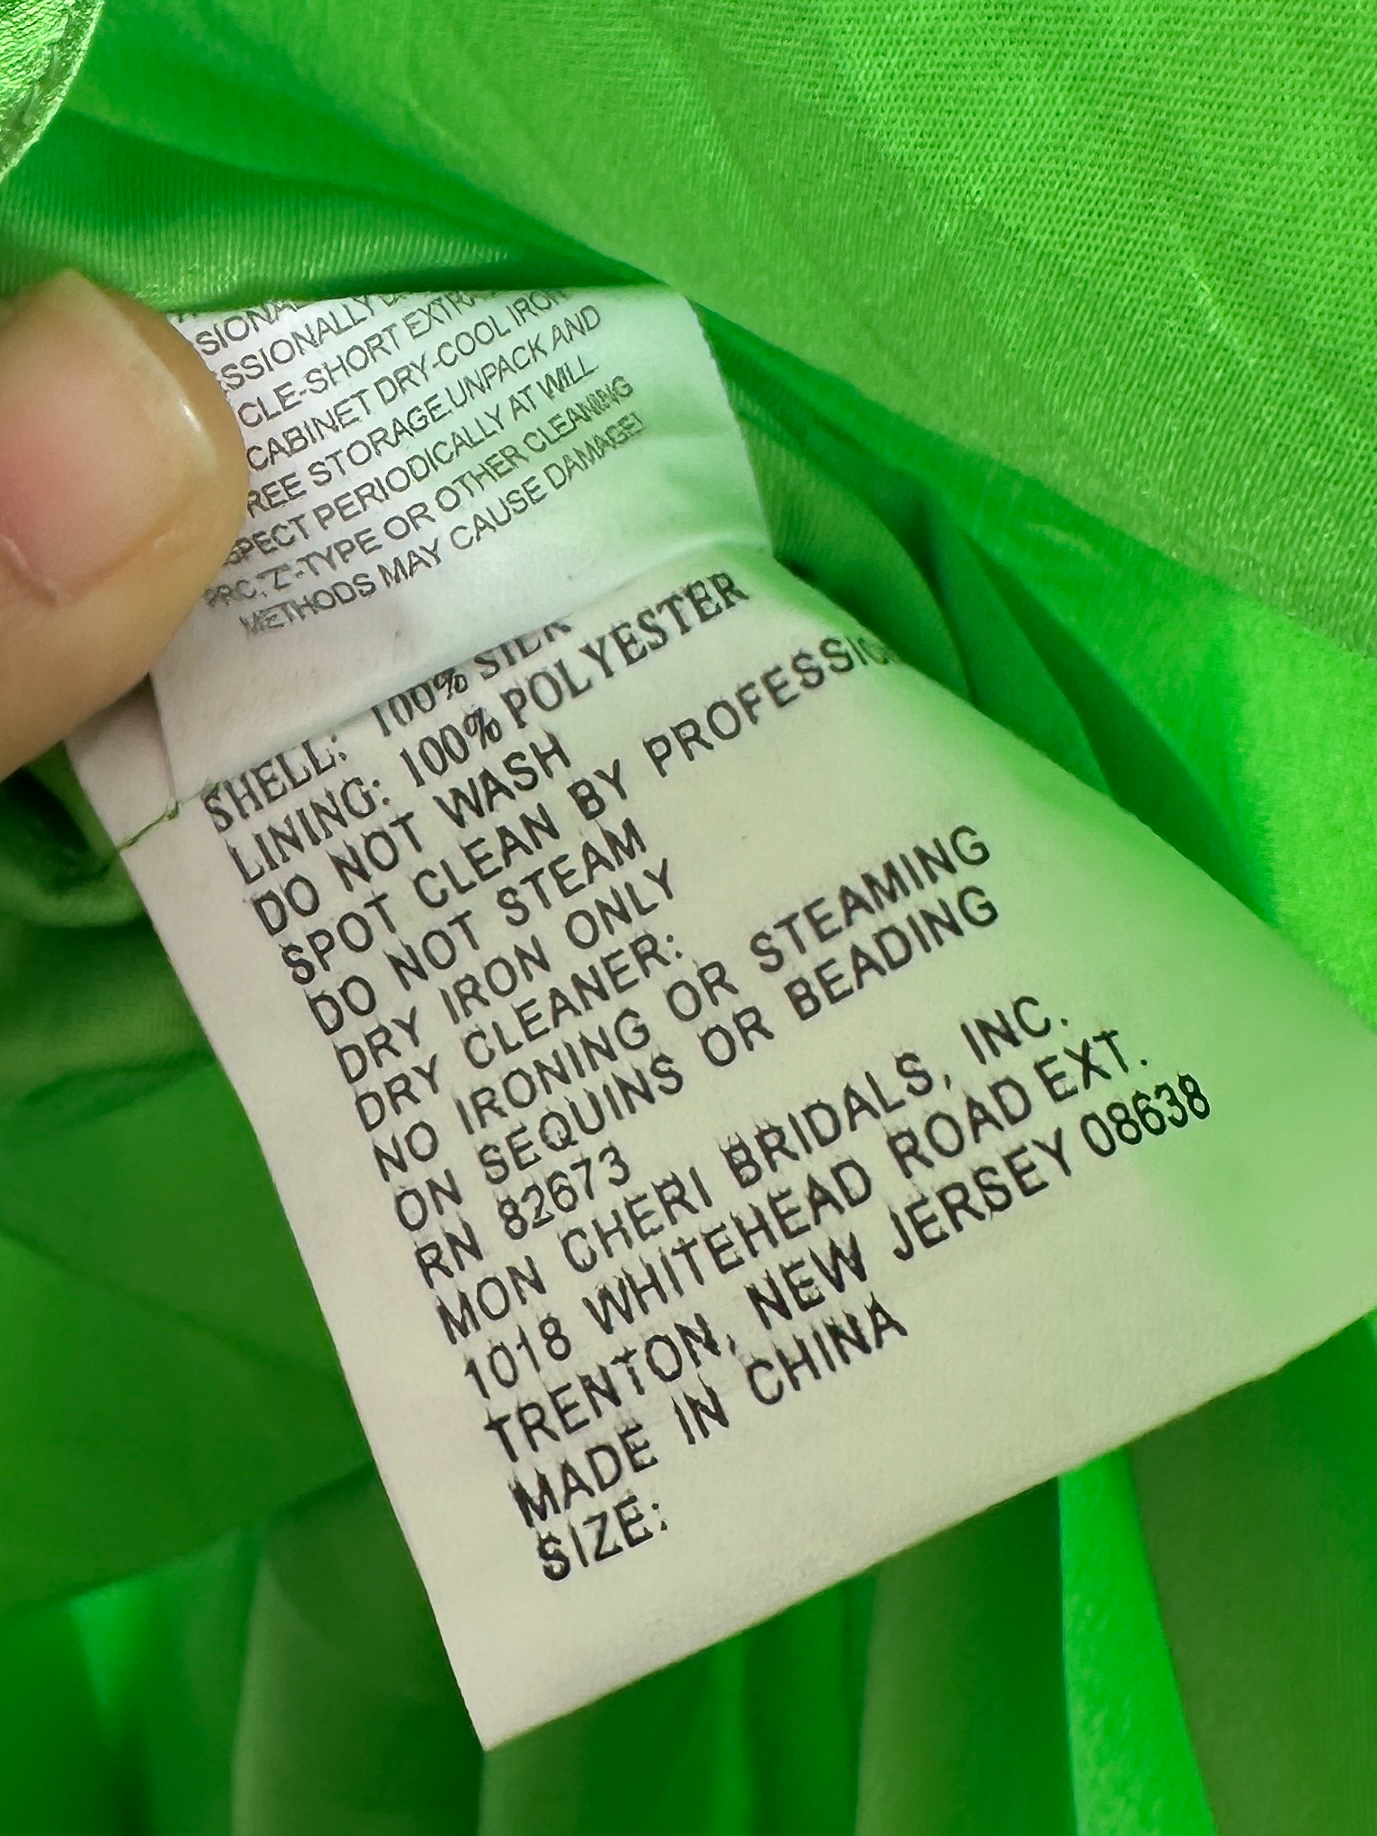 SSIONALLY
CLE-SHORT EXTRA
CABINET DRY-COOL IRON
REE STORAGE.UNPACK AND
SPECT PERIODICALLY AT WILL
PRC,"Z"-TYPE OR OTHER CLEANING
METHODS MAY CAUSE DAMAGE!
SHELL: 100% SILK
LINING: 100% POLYESTER
DO NOT WASH
SPOT CLEAN BY PROFESSIO
DO NOT STEAM
DRY IRON ONLY
DRY CLEANER:
NO IRONING OR STEAMING
ON SEQUINS OR BEADING
RN 82673
MON CHERI BRIDALS, INC.
1018 WHITEHEAD ROAD EXT.
TRENTON, NEW JERSEY 08638
MADE IN CHINA
SIZE: